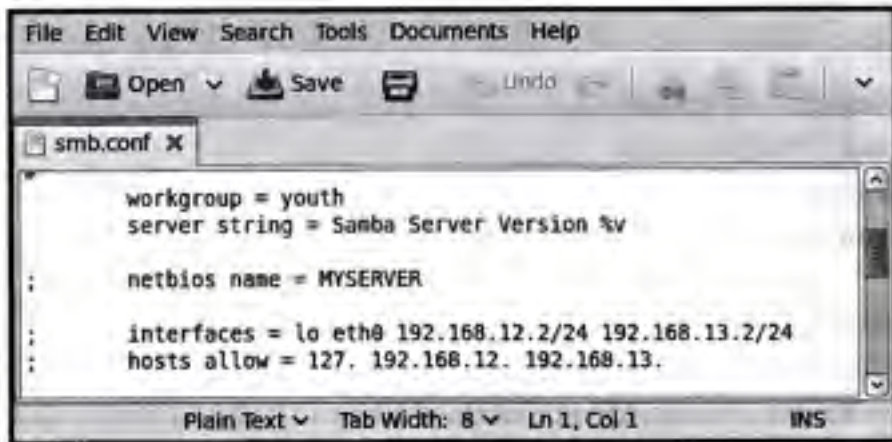 File Edit View Search Tools Documents Help
Open Save Undo
smb.conf
workgroup = youth
server string = Samba Server Version %v
; netbios name = MYSERVER
; interfaces = lo eth0 192.168.12.2/24 192.168.13.2/24
; hosts allow = 127. 192.168.12. 192.168.13.
Plain Text Tab Width: 8 Ln 1, Col 1 INS